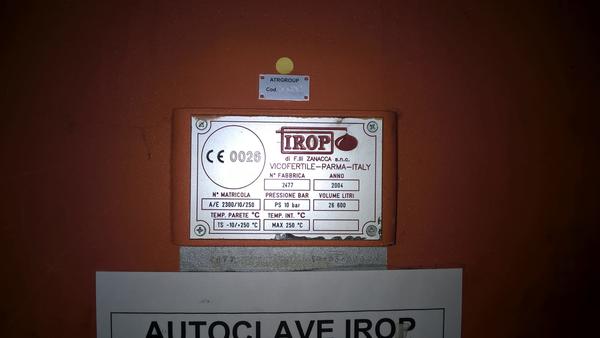 ATRGROUP
Cod.
CE 0026
IROP
di F.lli ZANACCA s.n.c.
VICOFERTILE-PARMA-ITALY
N° FABBRICA ANNO
2477 2004
N° MATRICOLA PRESSIONE BAR VOLUME LITRI
A/E 2300/10/250 PS 10 bar 26 600
TEMP. PARETE °C TEMP. INT. °C
TS -10/+250 °C MAX 250 °C
2477
AUTOCLAVE IROP